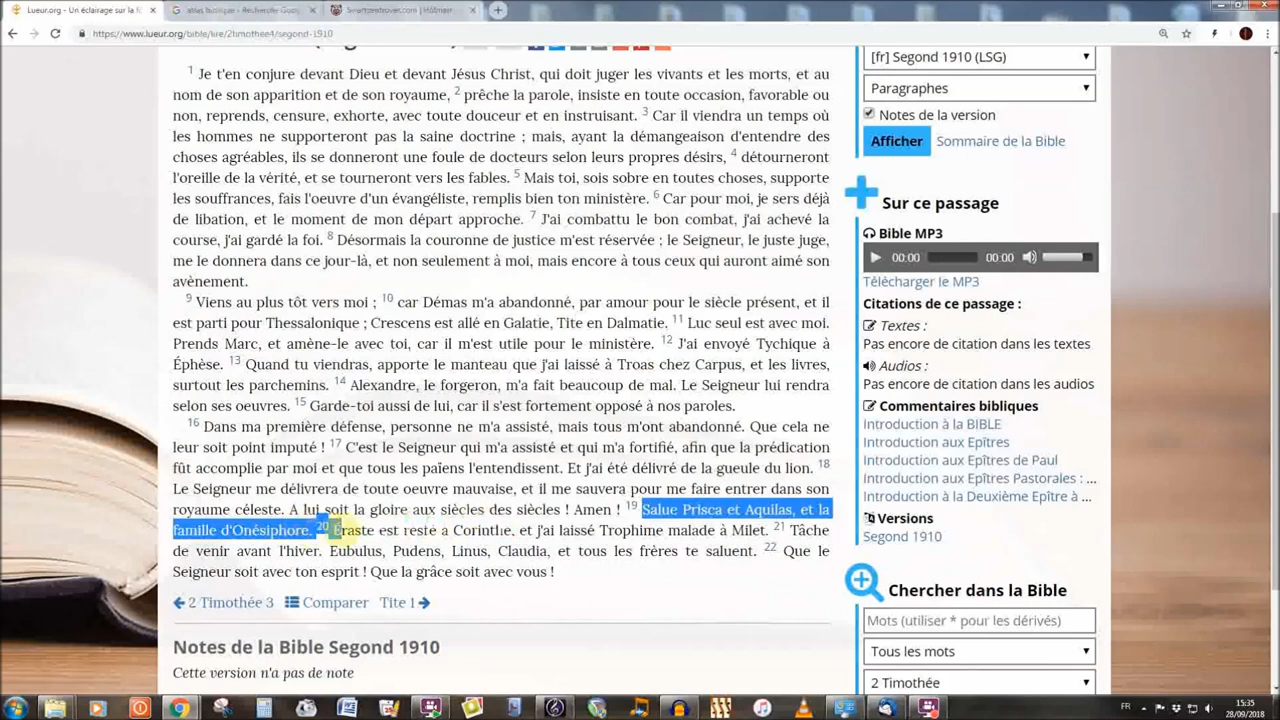 Lueur.org - Un éclairage sur la fo
atlas biblique - Recherche Goog
https://www.lueur.org/bible/lire/2timothee4/segond-1910
1 Je t'en conjure devant Dieu et devant Jésus Christ, qui doit juger les vivants et les morts, et au
nom de son apparition et de son royaume, 2 prêche la parole, insiste en toute occasion, favorable ou
non, reprends, censure, exhorte, avec toute douceur et en instruisant. 3 Car il viendra un temps où
les hommes ne supporteront pas la saine doctrine ; mais, ayant la démangeaison d'entendre des
choses agréables, ils se donneront une foule de docteurs selon leurs propres désirs, 4 détourneront
l'oreille de la vérité, et se tourneront vers les fables. 5 Mais toi, sois sobre en toutes choses, supporte
les souffrances, fais l'oeuvre d'un évangéliste, remplis bien ton ministère. 6 Car pour moi, je sers déjà
de libation, et le moment de mon départ approche. 7 J'ai combattu le bon combat, j'ai achevé la
course, j'ai gardé la foi. 8 Désormais la couronne de justice m'est réservée ; le Seigneur, le juste juge,
me le donnera dans ce jour-là, et non seulement à moi, mais encore à tous ceux qui auront aimé son
avènement.
9 Viens au plus tôt vers moi ; 10 car Démas m'a abandonné, par amour pour le siècle présent, et il
est parti pour Thessalonique ; Crescens est allé en Galatie, Tite en Dalmatie. 11 Luc seul est avec moi.
Prends Marc, et amène-le avec toi, car il m'est utile pour le ministère. 12 J'ai envoyé Tychique à
Éphèse. 13 Quand tu viendras, apporte le manteau que j'ai laissé à Troas chez Carpus, et les livres,
surtout les parchemins. 14 Alexandre, le forgeron, m'a fait beaucoup de mal. Le Seigneur lui rendra
selon ses oeuvres. 15 Garde-toi aussi de lui, car il s'est fortement opposé à nos paroles.
16 Dans ma première défense, personne ne m'a assisté, mais tous m'ont abandonné. Que cela ne
leur soit point imputé ! 17 C'est le Seigneur qui m'a assisté et qui m'a fortifié, afin que la prédication
fût accomplie par moi et que tous les païens l'entendissent. Et j'ai été délivré de la gueule du lion. 18
Le Seigneur me délivrera de toute oeuvre mauvaise, et il me sauvera pour me faire entrer dans son
royaume céleste. A lui soit la gloire aux siècles des siècles ! Amen ! 19 Salue Prisca et Aquilas, et la
famille d'Onésiphore. 20 Éraste est resté à Corinthe, et j'ai laissé Trophime malade à Milet. 21 Tâche
de venir avant l'hiver. Eubulus, Pudens, Linus, Claudia, et tous les frères te saluent. 22 Que le
Seigneur soit avec ton esprit ! Que la grâce soit avec vous !
2 Timothée 3 Comparer Tite 1
Notes de la Bible Segond 1910
Cette version n'a pas de note
[fr] Segond 1910 (LSG)
Paragraphes
Notes de la version
Afficher Sommaire de la Bible
Sur ce passage
Bible MP3
00:00 00:00
Télécharger le MP3
Citations de ce passage :
Textes :
Pas encore de citation dans les textes
Audios :
Pas encore de citation dans les audios
Commentaires bibliques
Introduction à la BIBLE
Introduction aux Epîtres
Introduction aux Epîtres de Paul
Introduction aux Epîtres Pastorales : ...
Introduction à la Deuxième Epître à ...
Versions
Segond 1910
Chercher dans la Bible
Mots (utiliser * pour les dérivés)
Tous les mots
2 Timothée
FR
15:35
28/09/2018